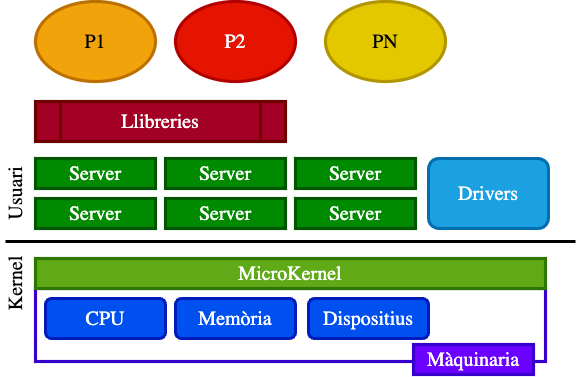 P1
P2
PN
Llibreries
Usuari
Server
Server
Server
Drivers
Server
Server
Server
Kernel
MicroKernel
CPU
Memòria
Dispositius
Màquinaria